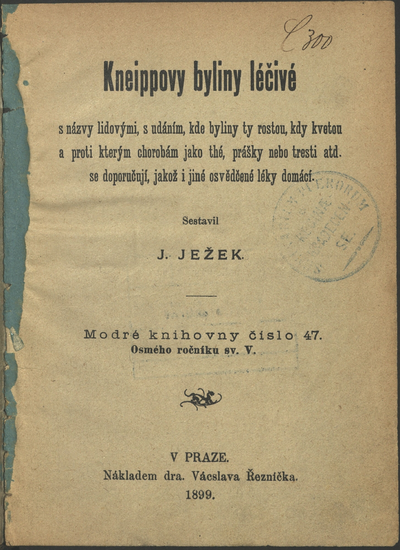 C 300
Kneippovy byliny léčivé
s názvy lidovými, s udáním, kde byliny ty rostou, kdy kvetou
a proti kterým chorobám jako thé, prášky nebo tresti atd.
se doporučují, jakož i jiné osvědčené léky domácí.
Sestavil
J. JEŽEK.
Modré knihovny číslo 47.
Osmého ročníku sv. V.
V PRAZE.
Nákladem dra. Vácslava Řezníčka.
1899.